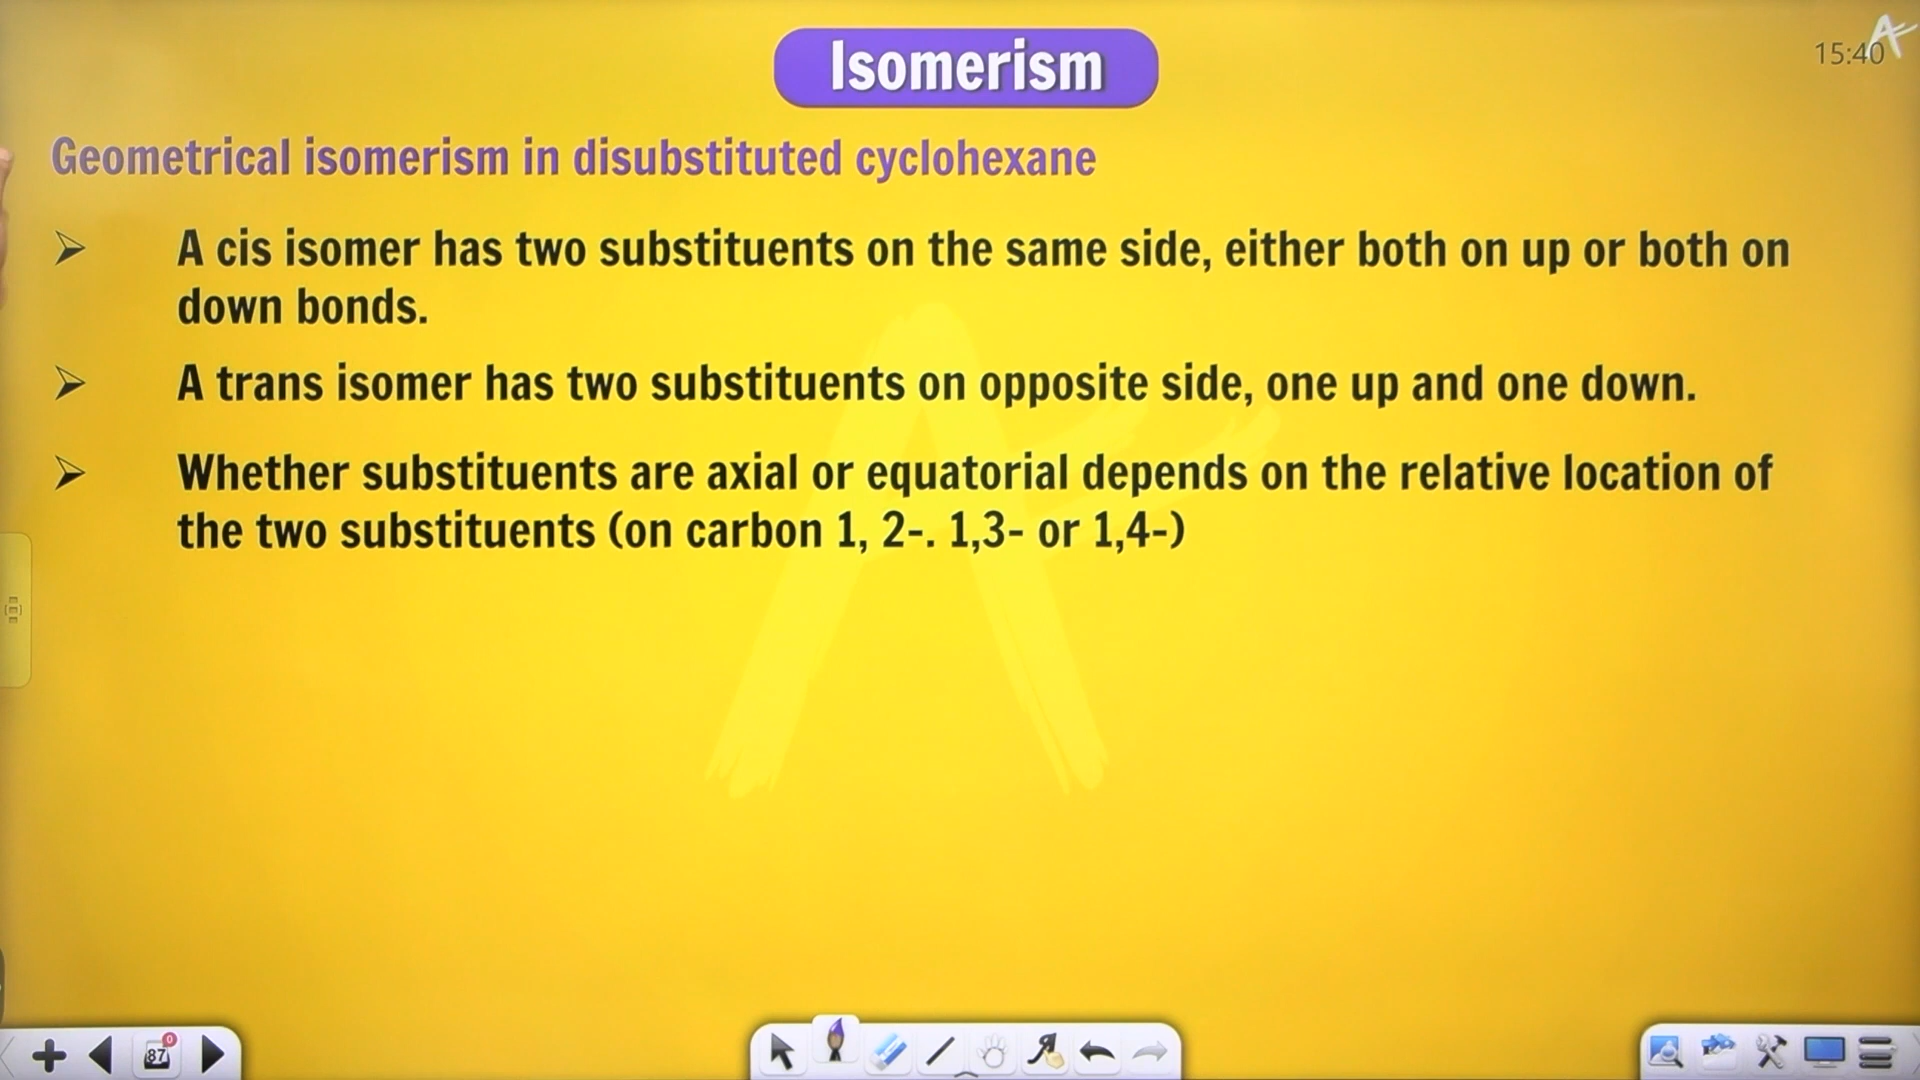 Isomerism
15:40
Geometrical isomerism in disubstituted cyclohexane
➢ A cis isomer has two substituents on the same side, either both on up or both on
down bonds.
➢ A trans isomer has two substituents on opposite side, one up and one down.
➢ Whether substituents are axial or equatorial depends on the relative location of
the two substituents (on carbon 1, 2-. 1,3- or 1,4-)
87
0